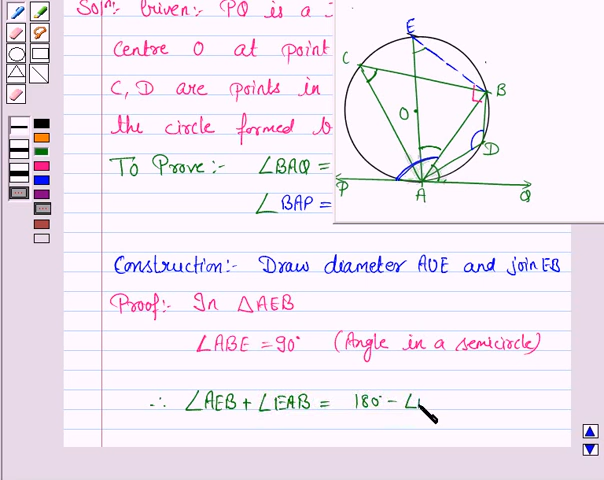 Solⁿ:- Given:- PQ is a
centre O at point
C, D are points in
the circle formed b
To Prove:- ∠BAQ =
∠BAP =
E
C
B
O
D
P
A
Q
Construction:- Draw diameter AOE and join EB
Proof:- In △AEB
∠ABE = 90° (Angle in a semicircle)
∴ ∠AEB + ∠EAB = 180° - ∠